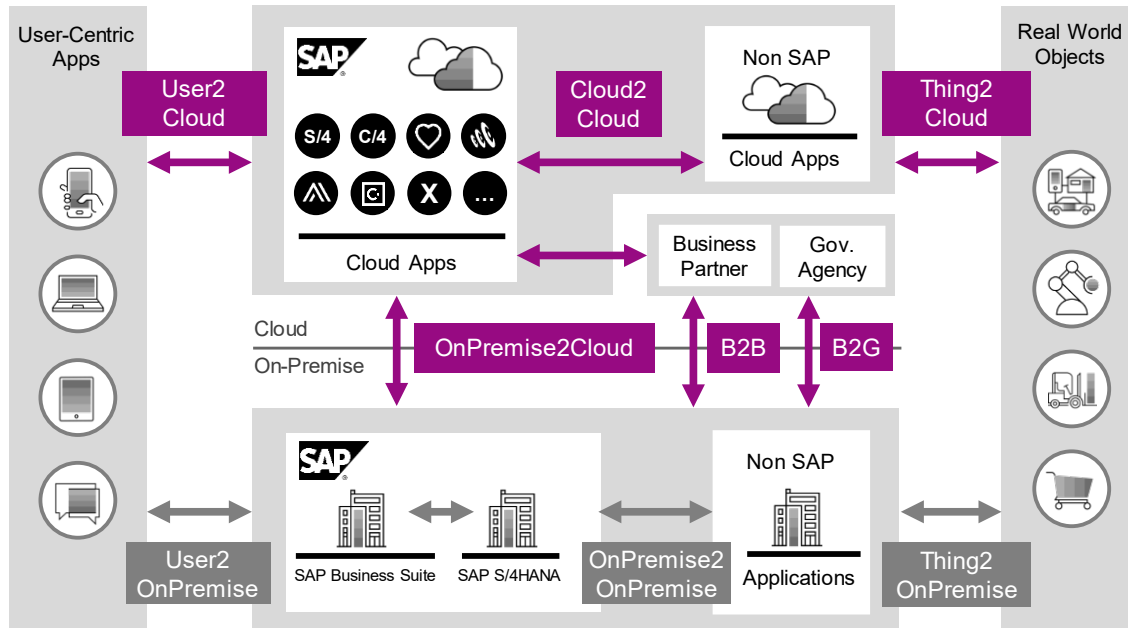 User-Centric
Apps
User2
Cloud
SAP
®
S/4
C/4
C
X
...
Cloud Apps
Cloud2
Cloud
Non SAP
Cloud Apps
Thing2
Cloud
Real World
Objects
Business
Partner
Gov.
Agency
Cloud
On-Premise
OnPremise2Cloud
B2B
B2G
SAP
®
SAP Business Suite
SAP S/4HANA
User2
OnPremise
OnPremise2
OnPremise
Non SAP
Applications
Thing2
OnPremise